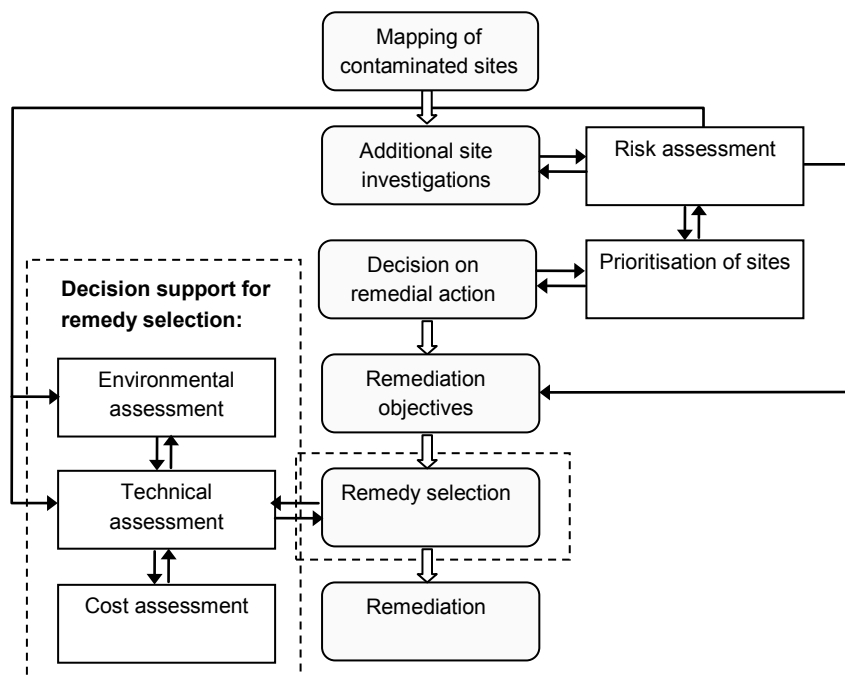 Mapping of
contaminated sites
Additional site
investigations
Risk assessment
Decision on
remedial action
Prioritisation of sites
Decision support for
remedy selection:
Environmental
assessment
Remediation
objectives
Technical
assessment
Remedy selection
Cost assessment
Remediation